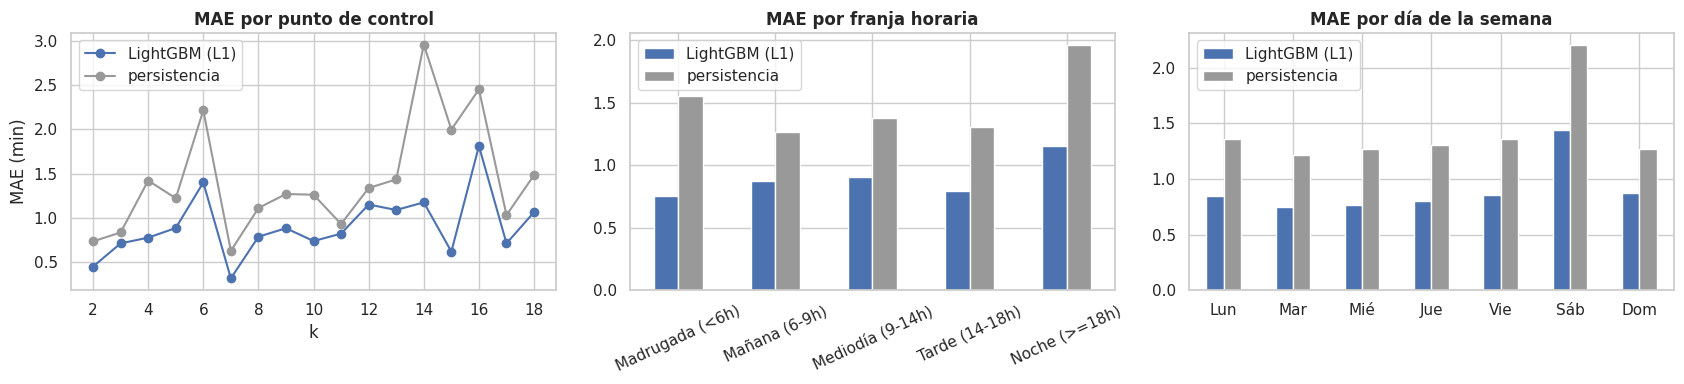 MAE por punto de control
LightGBM (L1)
persistencia
MAE (min)
3.0
2.5
2.0
1.5
1.0
0.5
2 4 6 8 10 12 14 16 18
k
MAE por franja horaria
LightGBM (L1)
persistencia
2.0
1.5
1.0
0.5
0.0
Madrugada (<6h)
Mañana (6-9h)
Mediodía (9-14h)
Tarde (14-18h)
Noche (>=18h)
MAE por día de la semana
LightGBM (L1)
persistencia
2.0
1.5
1.0
0.5
0.0
Lun Mar Mié Jue Vie Sáb Dom